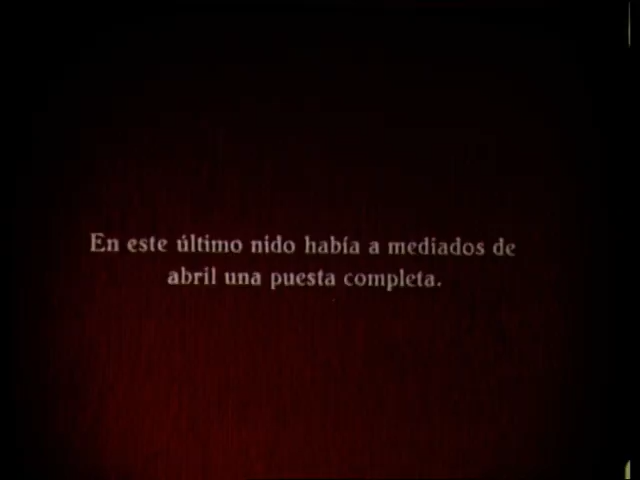 En este último nido había a mediados de
abril una puesta completa.